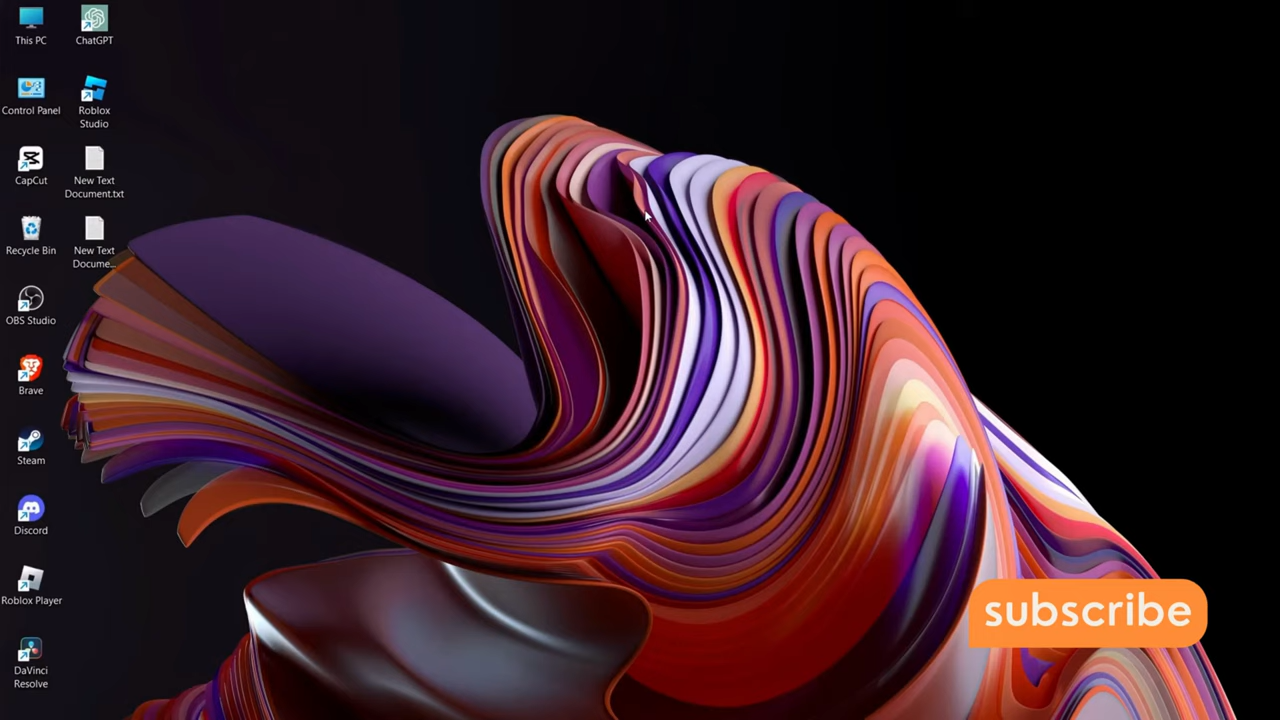 This PC
ChatGPT
Control Panel
Roblox
Studio
CapCut
New Text
Document.txt
Recycle Bin
New Text
Docume...
OBS Studio
Brave
Steam
Discord
Roblox Player
DaVinci
Resolve
subscribe